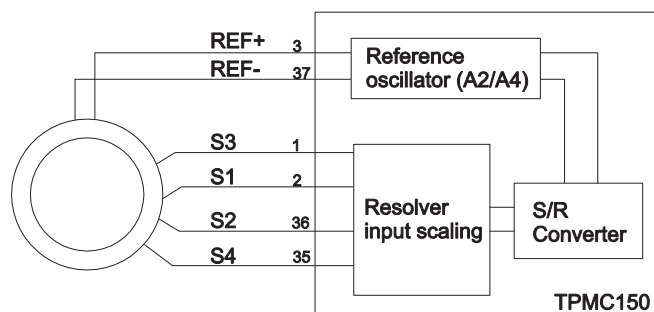 REF+ 3
REF- 37
Reference
oscillator (A2/A4)
S3 1
S1 2
S2 36
S4 35
Resolver
input scaling
S/R
Converter
TPMC150